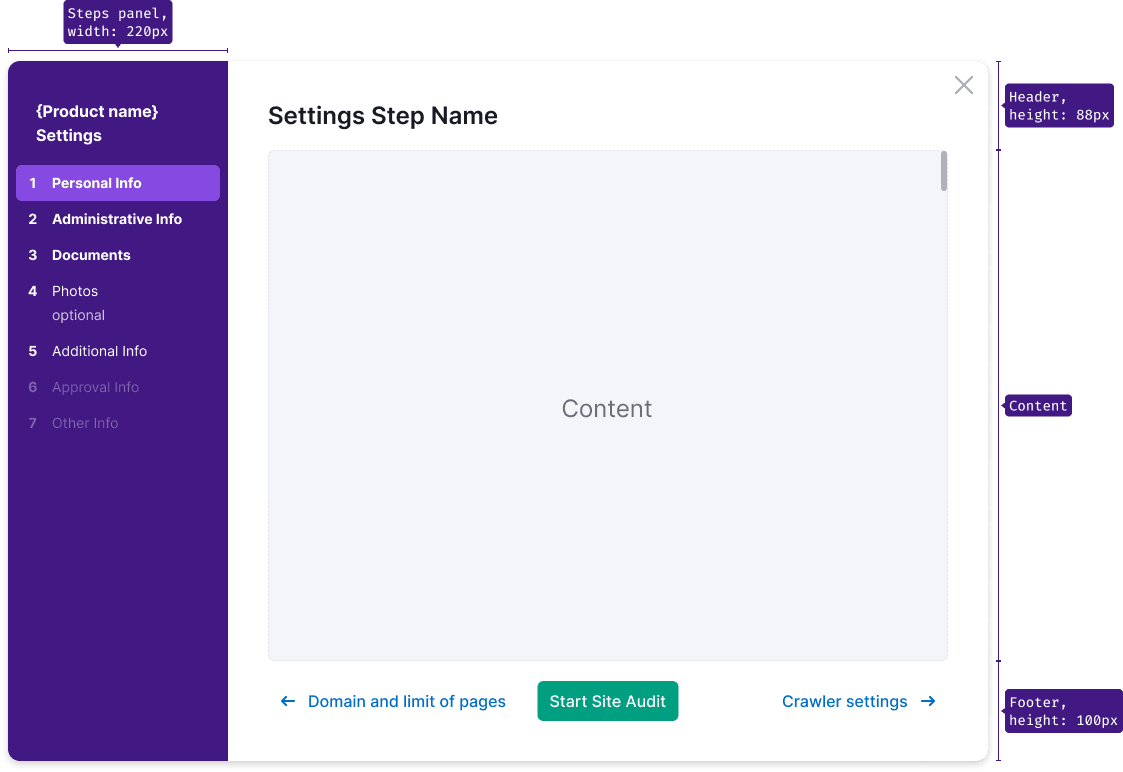 Steps panel,
width: 220px
{Product name}
Settings
1 Personal Info
2 Administrative Info
3 Documents
4 Photos
optional
5 Additional Info
6 Approval Info
7 Other Info
Settings Step Name
Content
Domain and limit of pages
Start Site Audit
Crawler settings
Header,
height: 88px
Content
Footer,
height: 100px